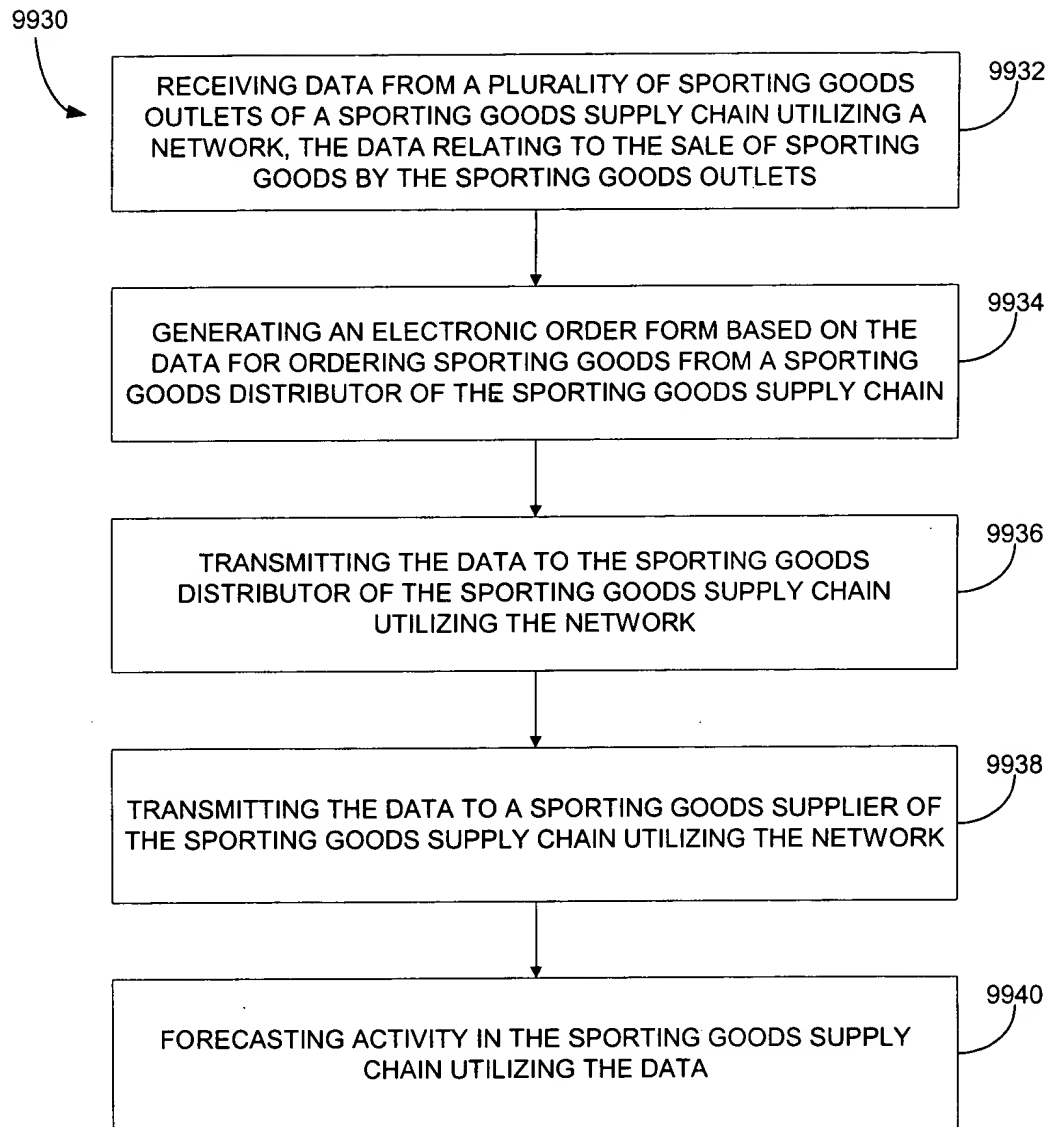 9930
RECEIVING DATA FROM A PLURALITY OF SPORTING GOODS
OUTLETS OF A SPORTING GOODS SUPPLY CHAIN UTILIZING A
NETWORK, THE DATA RELATING TO THE SALE OF SPORTING
GOODS BY THE SPORTING GOODS OUTLETS
9932
GENERATING AN ELECTRONIC ORDER FORM BASED ON THE
DATA FOR ORDERING SPORTING GOODS FROM A SPORTING
GOODS DISTRIBUTOR OF THE SPORTING GOODS SUPPLY CHAIN
9934
TRANSMITTING THE DATA TO THE SPORTING GOODS
DISTRIBUTOR OF THE SPORTING GOODS SUPPLY CHAIN
UTILIZING THE NETWORK
9936
TRANSMITTING THE DATA TO A SPORTING GOODS SUPPLIER OF
THE SPORTING GOODS SUPPLY CHAIN UTILIZING THE NETWORK
9938
FORECASTING ACTIVITY IN THE SPORTING GOODS SUPPLY
CHAIN UTILIZING THE DATA
9940